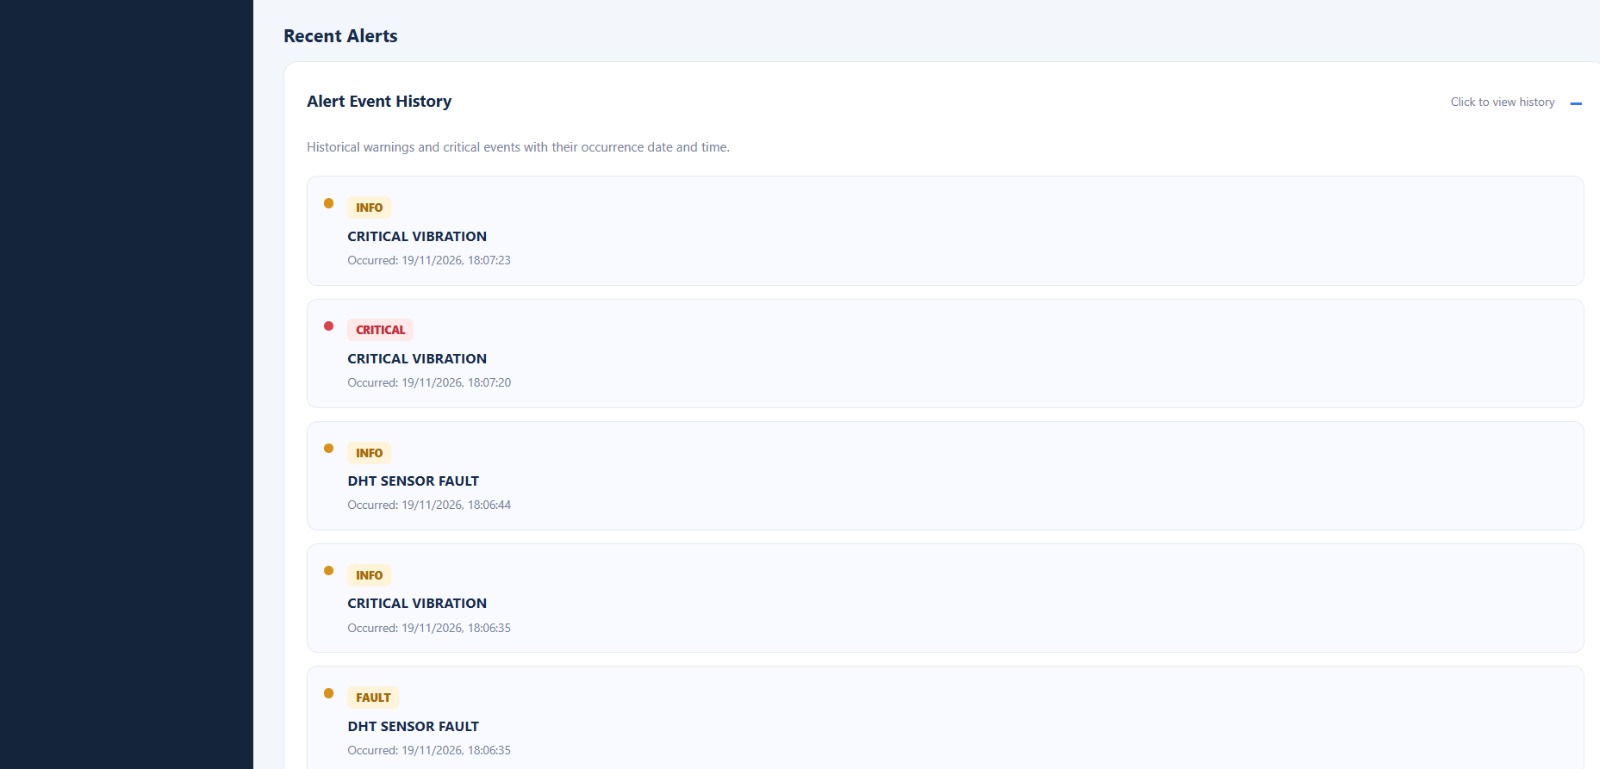 Recent Alerts
Alert Event History
Click to view history
Historical warnings and critical events with their occurrence date and time.
INFO
CRITICAL VIBRATION
Occurred: 19/11/2026, 18:07:23
CRITICAL
CRITICAL VIBRATION
Occurred: 19/11/2026, 18:07:20
INFO
DHT SENSOR FAULT
Occurred: 19/11/2026, 18:06:44
INFO
CRITICAL VIBRATION
Occurred: 19/11/2026, 18:06:35
FAULT
DHT SENSOR FAULT
Occurred: 19/11/2026, 18:06:35